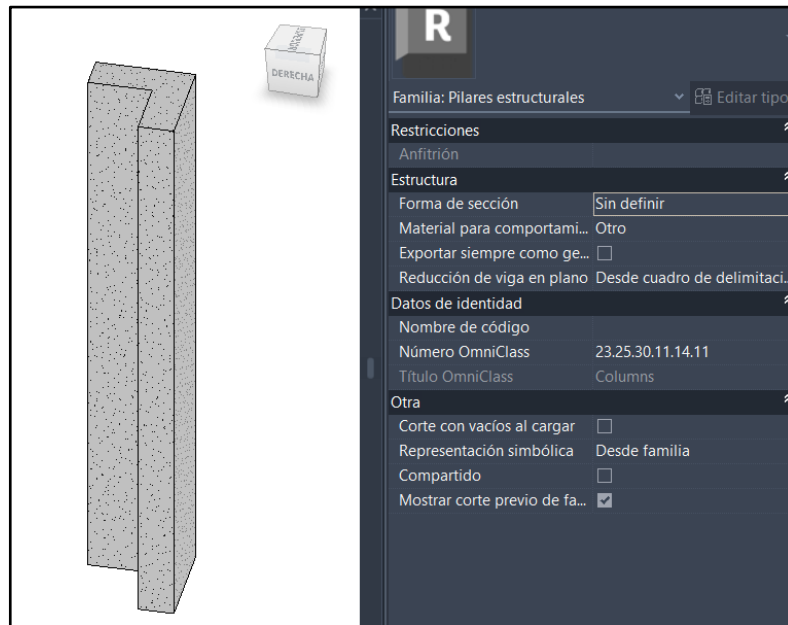 R
DERECHA
Familia: Pilares estructurales
Editar tipo
Restricciones
Anfitrión
Estructura
Forma de sección Sin definir
Material para comportami... Otro
Exportar siempre como ge...
Reducción de viga en plano Desde cuadro de delimitaci...
Datos de identidad
Nombre de código
Número OmniClass 23.25.30.11.14.11
Título OmniClass Columns
Otra
Corte con vacíos al cargar
Representación simbólica Desde familia
Compartido
Mostrar corte previo de fa...